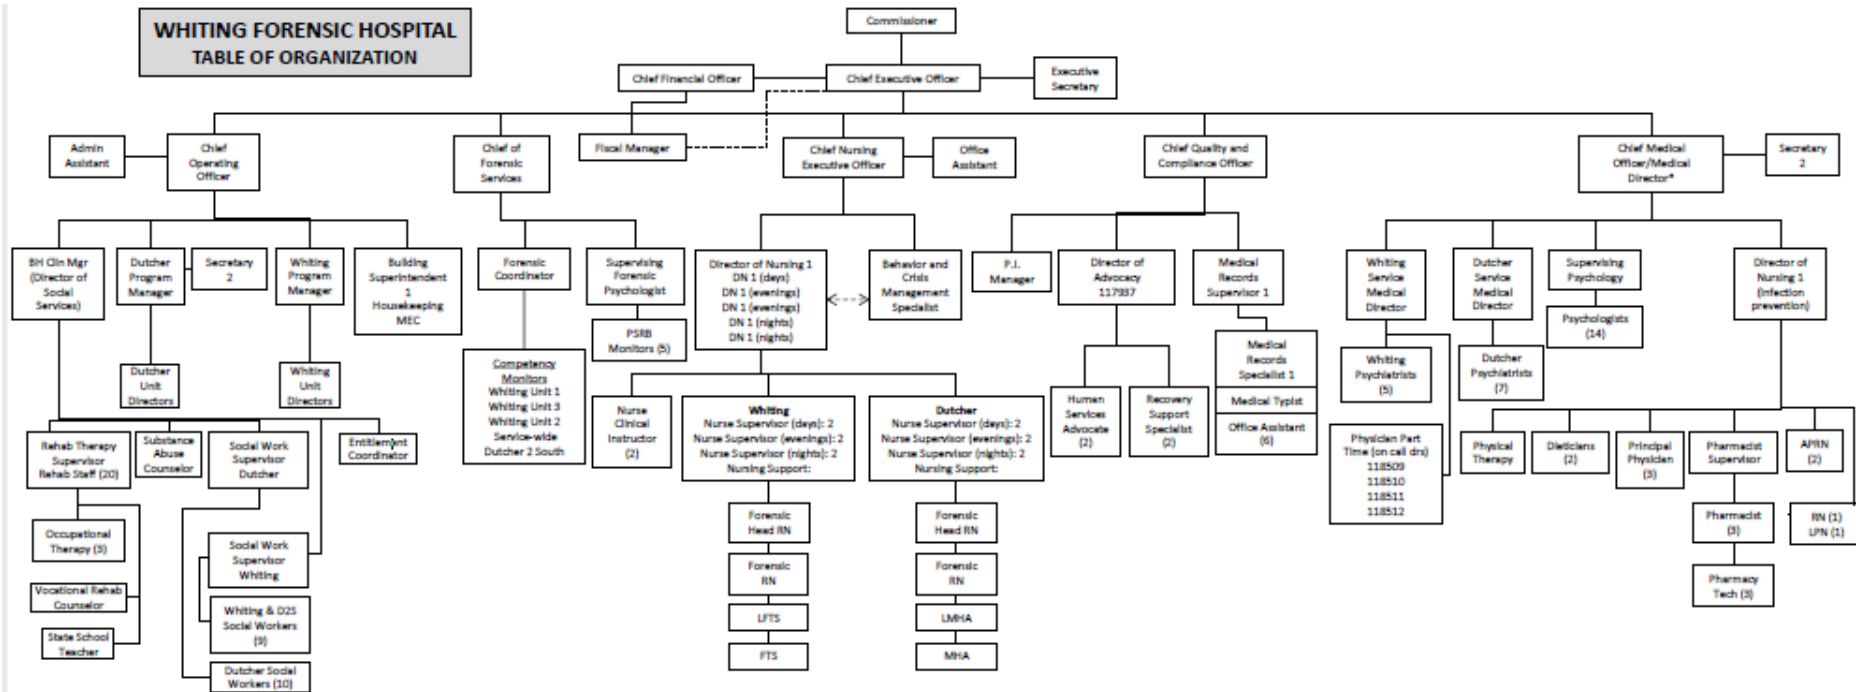 WHITING FORENSIC HOSPITAL
TABLE OF ORGANIZATION
Commissioner
Chief Financial Officer
Chief Executive Officer
Executive
Secretary
Admin
Assistant
Chief
Operating
Officer
Chief of
Forensic
Services
Fiscal Manager
Chief Nursing
Executive Officer
Office
Assistant
Chief Quality and
Compliance Officer
Chief Medical
Officer/Medical
Director*
Secretary
2
BH Clin Mgr
(Director of
Social
Services)
Dutcher
Program
Manager
Secretary
2
Whiting
Program
Manager
Building
Superintendent
1
Housekeeping
MEC
Forensic
Coordinator
Supervising
Forensic
Psychologist
Director of Nursing 1
DN 1 (days)
DN 1 (evenings)
DN 1 (evenings)
DN 1 (nights)
DN 1 (nights)
Behavior and
Crisis
Management
Specialist
P.I.
Manager
Director of
Advocacy
117937
Medical
Records
Supervisor 1
Whiting
Service
Medical
Director
Dutcher
Service
Medical
Director
Supervising
Psychology
Director of
Nursing 1
(Infection
prevention)
PSRB
Monitors (5)
Psychologists
(14)
Dutcher
Unit
Directors
Whiting
Unit
Directors
Competency
Monitors
Whiting Unit 1
Whiting Unit 3
Whiting Unit 2
Service-wide
Dutcher 2 South
Medical
Records
Specialist 1
Medical Typist
Office Assistant
(6)
Whiting
Psychiatrists
(5)
Dutcher
Psychiatrists
(7)
Nurse
Clinical
Instructor
(2)
Whiting
Nurse Supervisor (days): 2
Nurse Supervisor (evenings): 2
Nurse Supervisor (nights): 2
Nursing Support:
Dutcher
Nurse Supervisor (days): 2
Nurse Supervisor (evenings): 2
Nurse Supervisor (nights): 2
Nursing Support:
Human
Services
Advocate
(2)
Recovery
Support
Specialist
(2)
Rehab Therapy
Supervisor
Rehab Staff (20)
Substance
Abuse
Counselor
Social Work
Supervisor
Dutcher
Entitlement
Coordinator
Physician Part
Time (on call drs)
118509
118510
118511
118512
Physical
Therapy
Dieticians
(2)
Principal
Physician
(3)
Pharmacist
Supervisor
APRN
(2)
Occupational
Therapy (3)
Social Work
Supervisor
Whiting
Forensic
Head RN
Forensic
Head RN
Pharmacist
(3)
RN (1)
LPN (1)
Vocational Rehab
Counselor
Whiting & D2S
Social Workers
(9)
Forensic
RN
Forensic
RN
Pharmacy
Tech (3)
State School
Teacher
LFTS
LMHA
Dutcher Social
Workers (10)
FTS
MHA